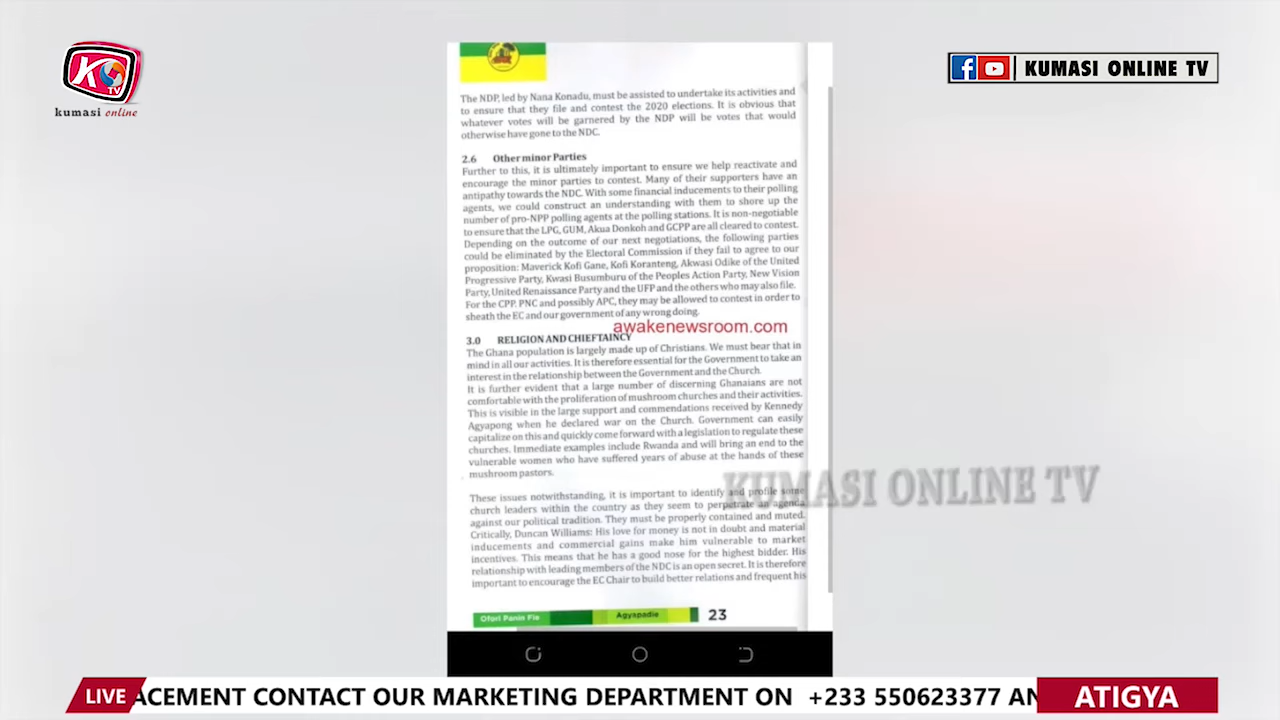 KUMASI ONLINE TV
K
TV
kumasi online
The NDP, led by Nana Konadu, must be assisted to undertake its activities and
to ensure that they file and contest the 2020 elections. It is obvious that
whatever votes will be garnered by the NDP will be votes that would
otherwise have gone to the NDC.
2.6 Other minor Parties
Further to this, it is ultimately important to ensure we help reactivate and
encourage the minor parties to contest. Many of their supporters have an
antipathy towards the NDC. With some financial inducements to their polling
agents, we could construct an understanding with them to shore up the
number of pro-NPP polling agents at the polling stations. It is non-negotiable
to ensure that the LPG, GUM, Akua Donkoh and GCPP are all cleared to contest.
Depending on the outcome of our next negotiations, the following parties
could be eliminated by the Electoral Commission if they fail to agree to our
proposition: Maverick Kofi Gane, Kofi Koranteng, Akwasi Odike of the United
Progressive Party, Kwasi Busumburu of the Peoples Action Party, New Vision
Party, United Renaissance Party and the UFP and the others who may also file.
For the CPP. PNC and possibly APC, they may be allowed to contest in order to
sheath the EC and our government of any wrong doing.
awakenewsroom.com
3.0 RELIGION AND CHIEFTAINCY
The Ghana population is largely made up of Christians. We must bear that in
mind in all our activities. It is therefore essential for the Government to take an
interest in the relationship between the Government and the Church.
It is further evident that a large number of discerning Ghanaians are not
comfortable with the proliferation of mushroom churches and their activities.
This is visible in the large support and commendations received by Kennedy
Agyapong when he declared war on the Church. Government can easily
capitalize on this and quickly come forward with a legislation to regulate these
churches. Immediate examples include Rwanda and will bring an end to the
vulnerable women who have suffered years of abuse at the hands of these
mushroom pastors.
KUMASI ONLINE TV
These issues notwithstanding, it is important to identify and profile some
church leaders within the country as they seem to perpetrate an agenda
against our political tradition. They must be properly contained and muted.
Critically, Duncan Williams: His love for money is not in doubt and material
inducements and commercial gains make him vulnerable to market
incentives. This means that he has a good nose for the highest bidder. His
relationship with leading members of the NDC is an open secret. It is therefore
important to encourage the EC Chair to build better relations and frequent his
Ofori Panin Fie Agyapadie 23
LIVE ACEMENT CONTACT OUR MARKETING DEPARTMENT ON +233 550623377 AN ATIGYA